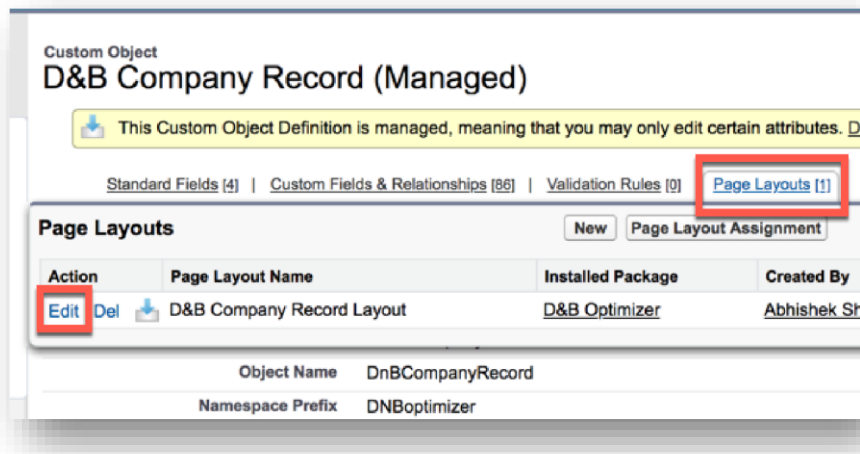 Custom Object
D&B Company Record (Managed)
This Custom Object Definition is managed, meaning that you may only edit certain attributes.
Standard Fields [4] | Custom Fields & Relationships [86] | Validation Rules [0] Page Layouts [1]
Page Layouts New Page Layout Assignment
Action Page Layout Name Installed Package Created By
Edit Del D&B Company Record Layout D&B Optimizer Abhishek Sh
Object Name DnBCompanyRecord
Namespace Prefix DNBoptimizer